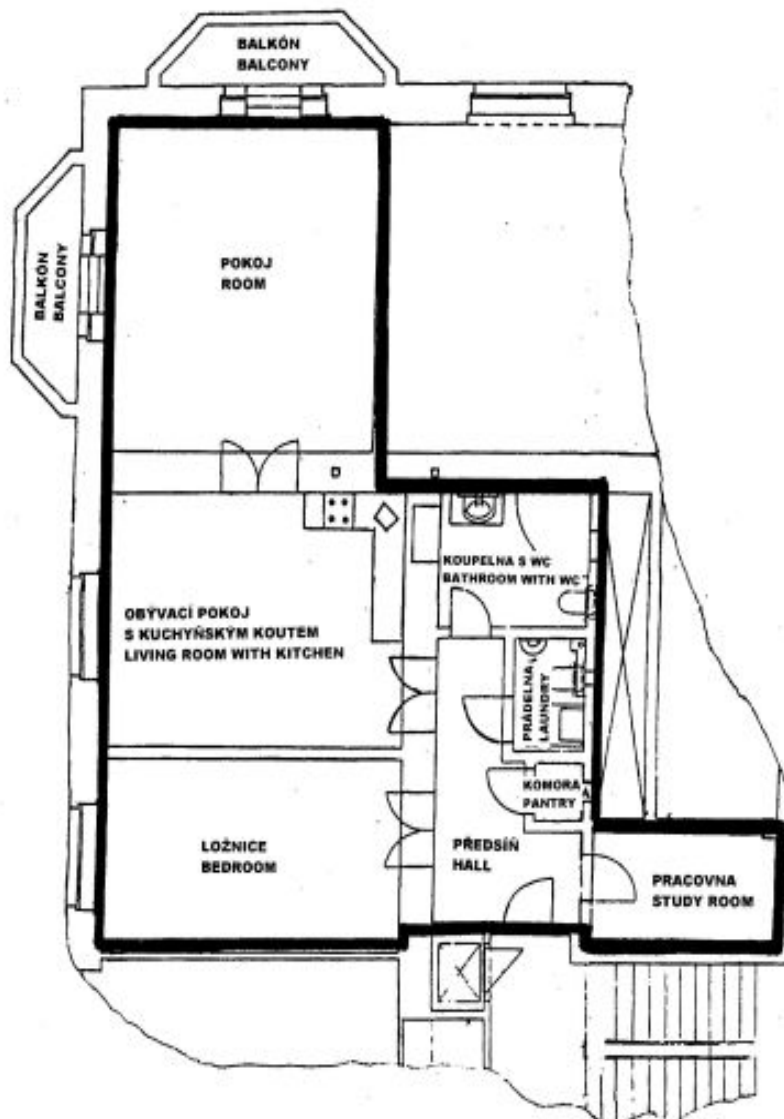 BALKÓN
BALCONY
BALKÓN
BALCONY
POKOJ
ROOM
KOUPELNA S WC
BATHROOM WITH WC
OBÝVACÍ POKOJ
S KUCHYŇSKÝM KOUTEM
LIVING ROOM WITH KITCHEN
PRÁDELNA
LAUNDRY
KOMORA
PANTRY
LOŽNICE
BEDROOM
PŘEDSÍŇ
HALL
PRACOVNA
STUDY ROOM